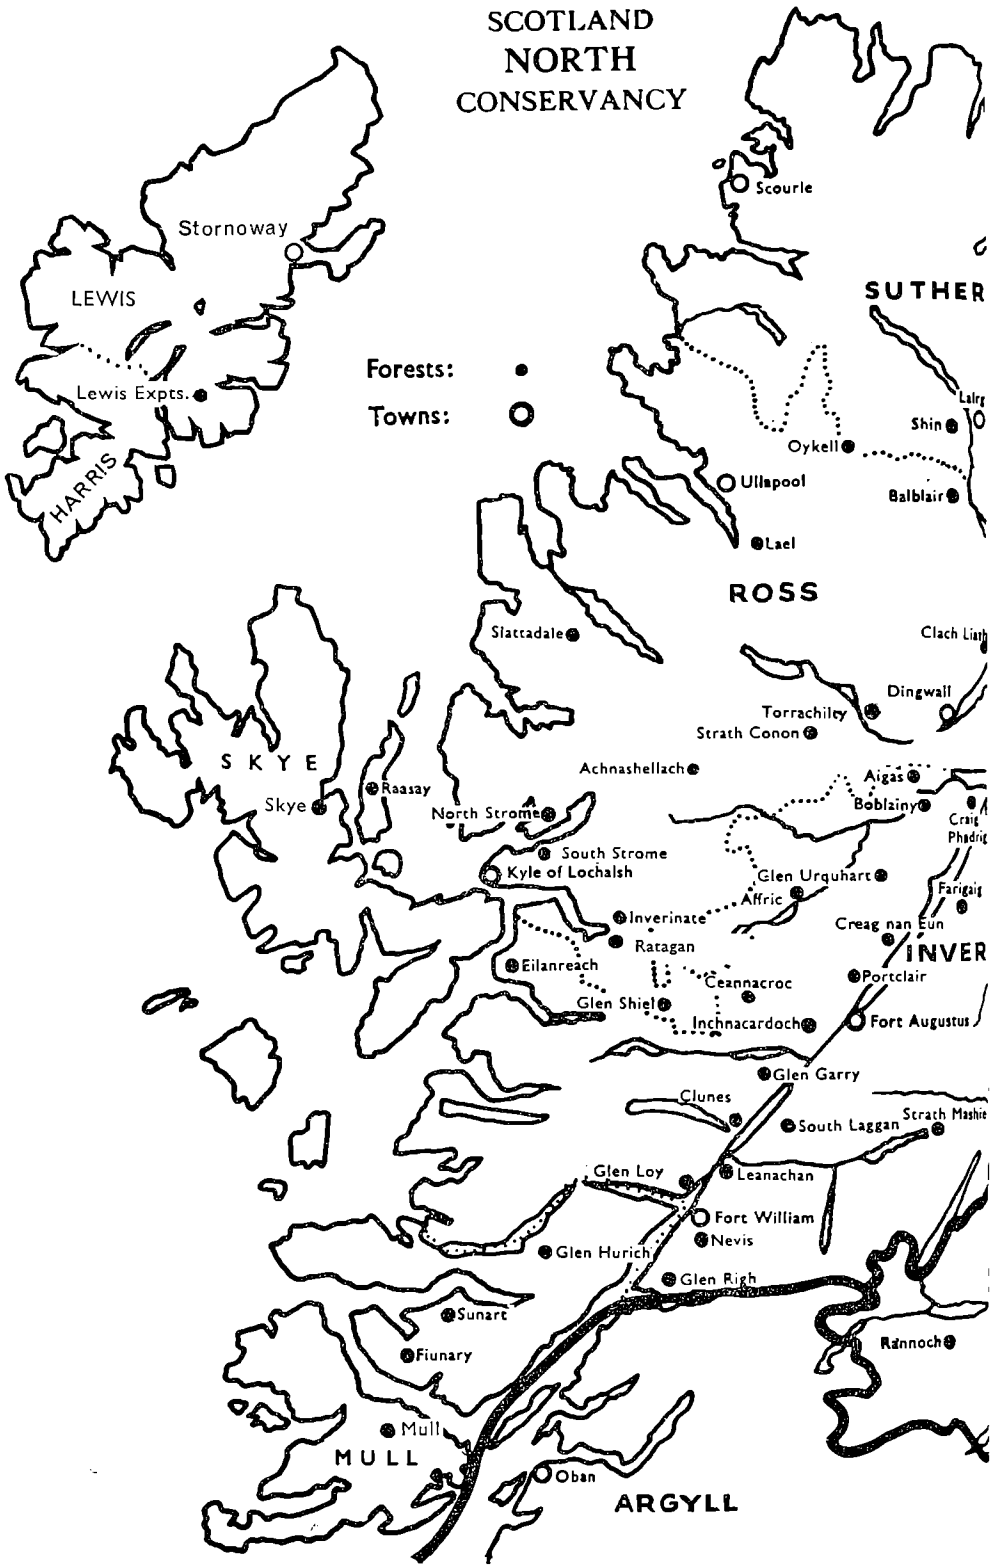 SCOTLAND
NORTH
CONSERVANCY
Scourle
Stornoway
LEWIS
SUTHER
Forests:
Towns:
Lewis Expts.
Lairg
Shin
Oykell
HARRIS
Ullapool
Balblair
Lael
ROSS
Slattadale
Clach Liath
Dingwall
Torrachilty
Strath Conon
SKYE
Achnashellach
Aigas
Raasay
Skye
Boblainy
North Strome
Craig
Phadrig
South Strome
Kyle of Lochalsh
Glen Urquhart
Affric
Farigaig
Inverinate
Creag nan Eun
Ratagan
INVER
Eilanreach
Portclair
Ceannacroc
Glen Shiel
Inchnacardoch
Fort Augustus
Glen Garry
Clunes
South Laggan
Strath Mashie
Glen Loy
Leanachan
Fort William
Nevis
Glen Hurich
Glen Righ
Sunart
Rannoch
Fiunary
Mull
MULL
Oban
ARGYLL